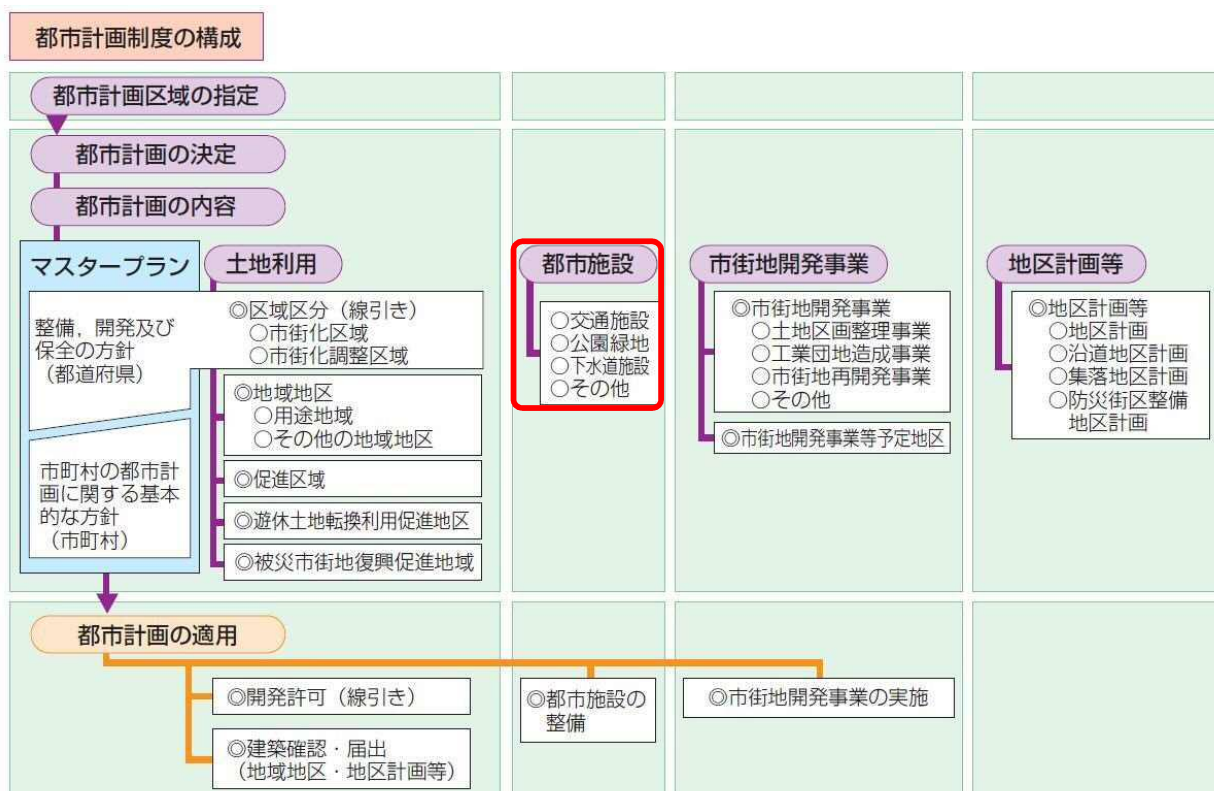 都市計画制度の構成
都市計画区域の指定
都市計画の決定
都市計画の内容
マスタープラン
整備，開発及び
保全の方針
（都道府県）
市町村の都市計
画に関する基本
的な方針
（市町村）
土地利用
◎区域区分（線引き）
○市街化区域
○市街化調整区域
◎地域地区
○用途地域
○その他の地域地区
◎促進区域
◎遊休土地転換利用促進地区
◎被災市街地復興促進地域
都市施設
○交通施設
○公園緑地
○下水道施設
○その他
市街地開発事業
◎市街地開発事業
○土地区画整理事業
○工業団地造成事業
○市街地再開発事業
○その他
◎市街地開発事業等予定地区
地区計画等
◎地区計画等
○地区計画
○沿道地区計画
○集落地区計画
○防災街区整備
地区計画
都市計画の適用
◎開発許可（線引き）
◎建築確認・届出
（地域地区・地区計画等）
◎都市施設の
整備
◎市街地開発事業の実施